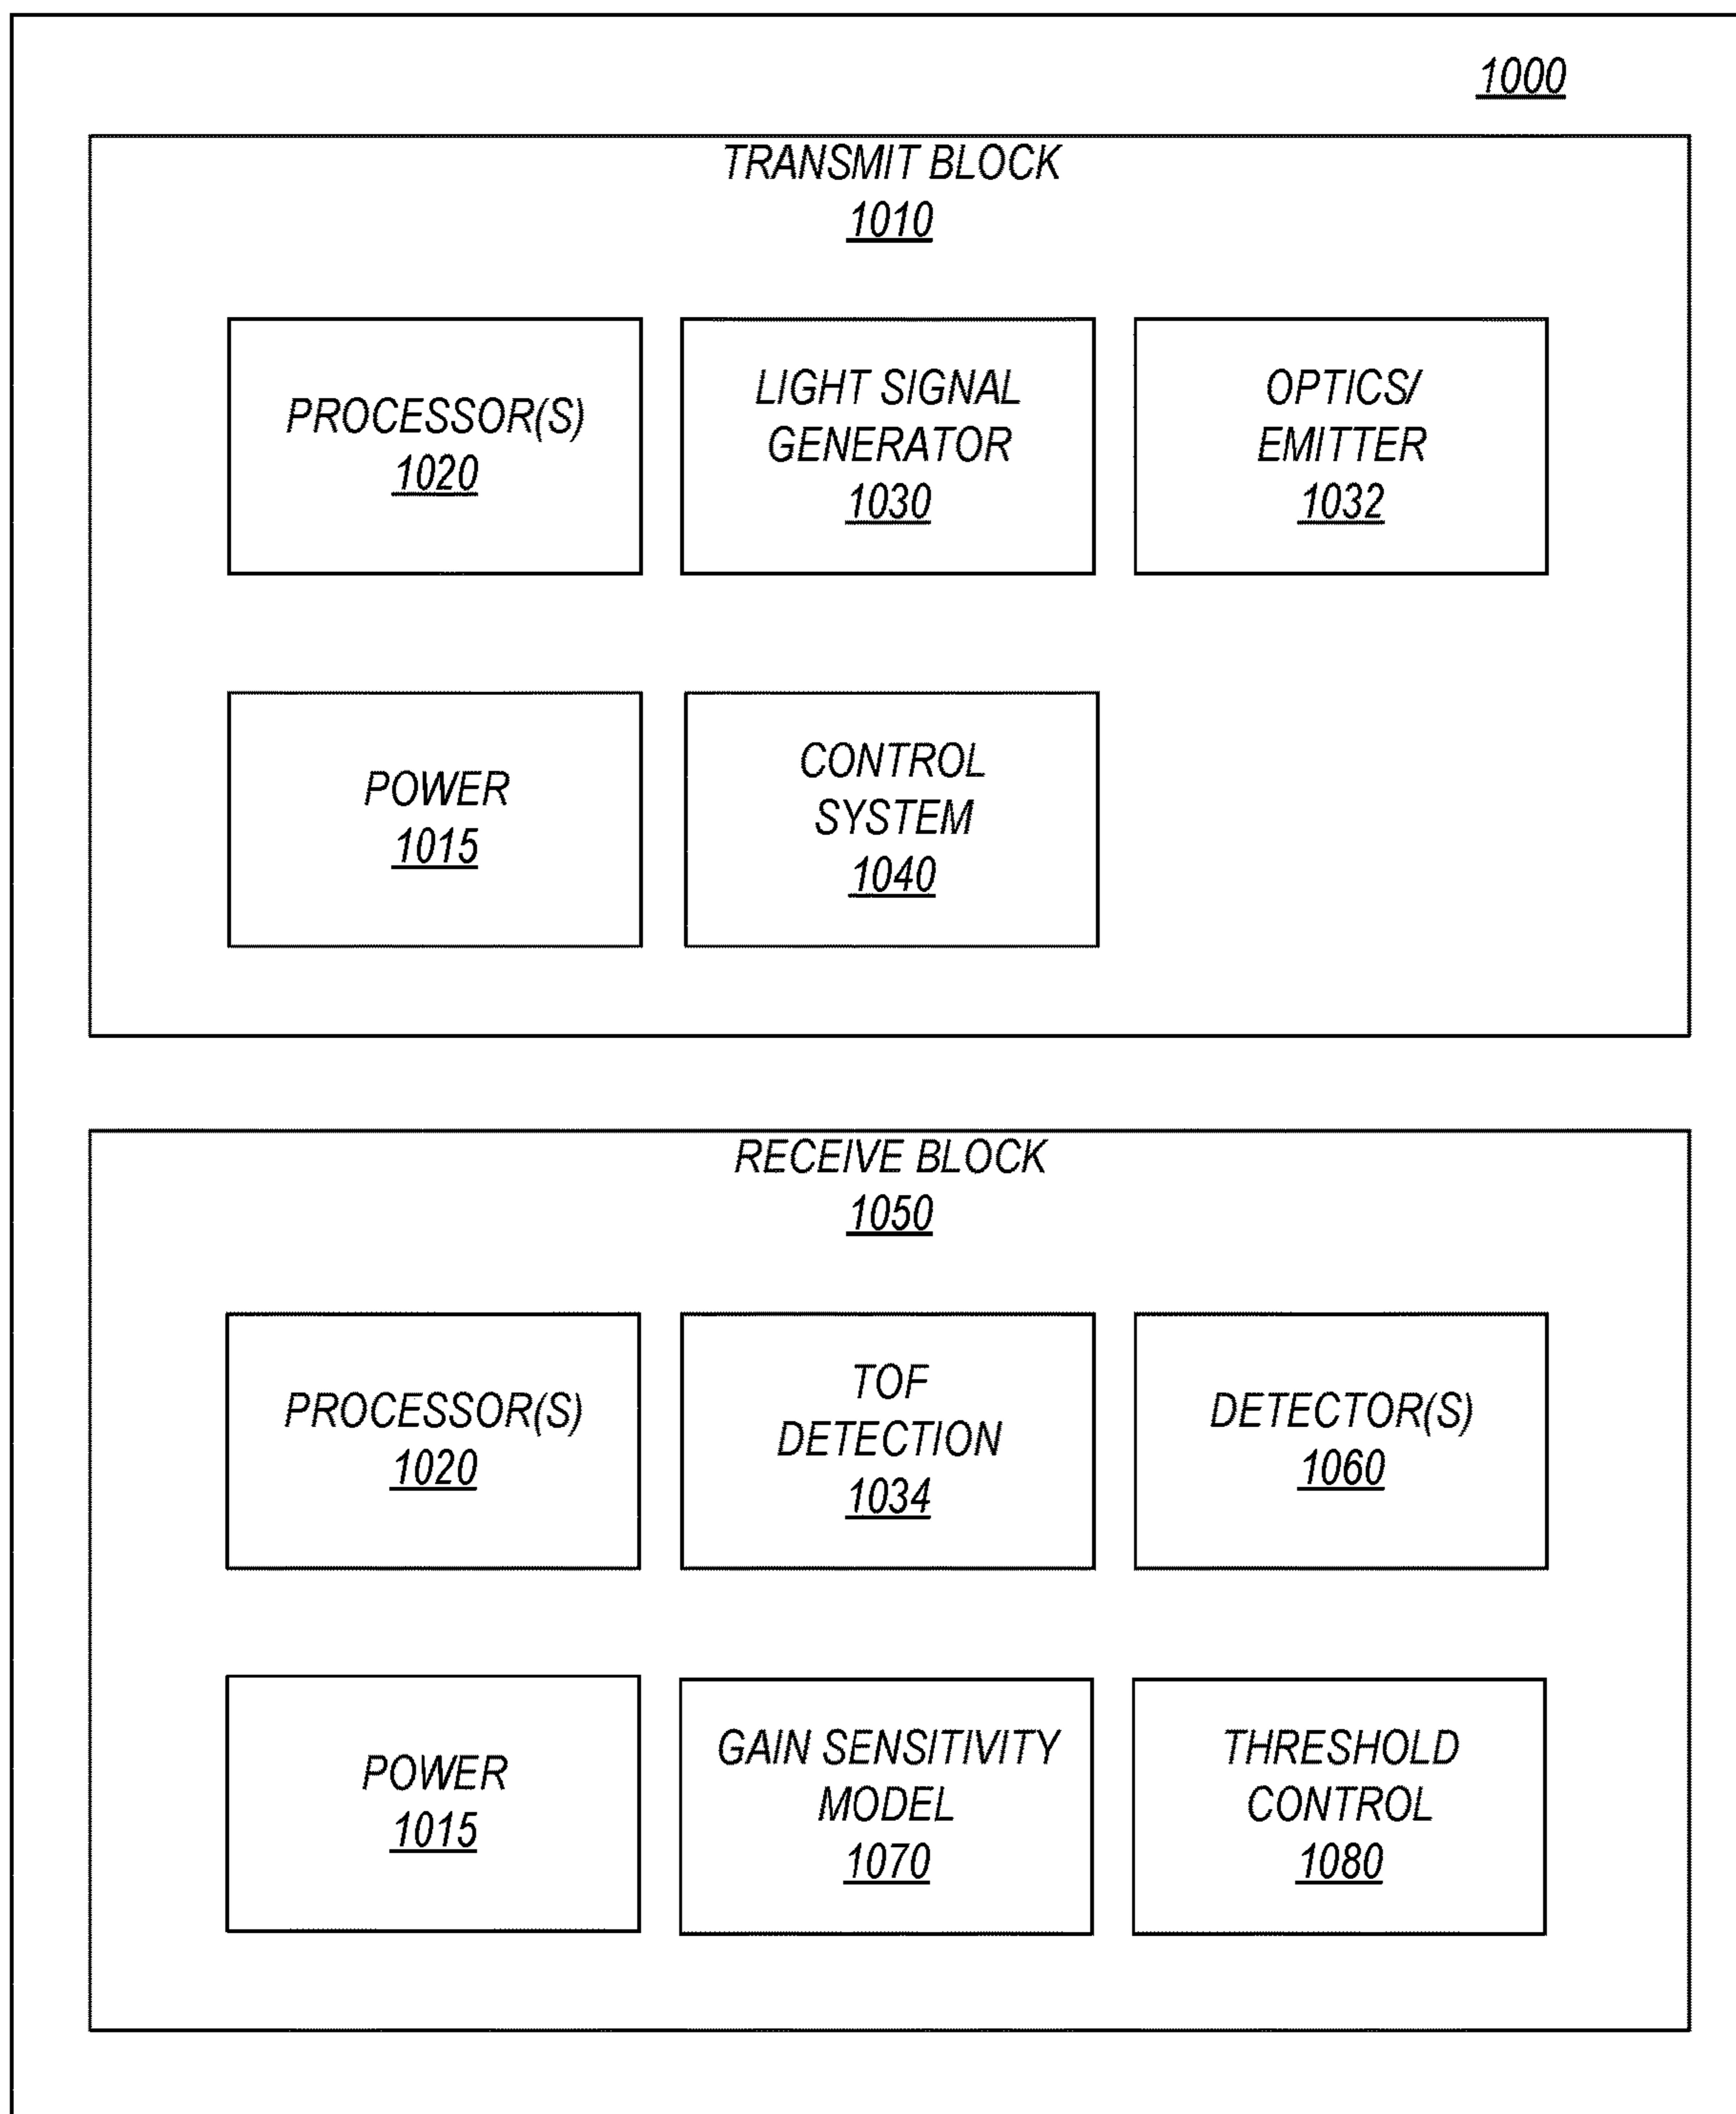 1000
TRANSMIT BLOCK
1010
PROCESSOR(S)
1020
LIGHT SIGNAL
GENERATOR
1030
OPTICS/
EMITTER
1032
POWER
1015
CONTROL
SYSTEM
1040
RECEIVE BLOCK
1050
PROCESSOR(S)
1020
TOF
DETECTION
1034
DETECTOR(S)
1060
POWER
1015
GAIN SENSITIVITY
MODEL
1070
THRESHOLD
CONTROL
1080